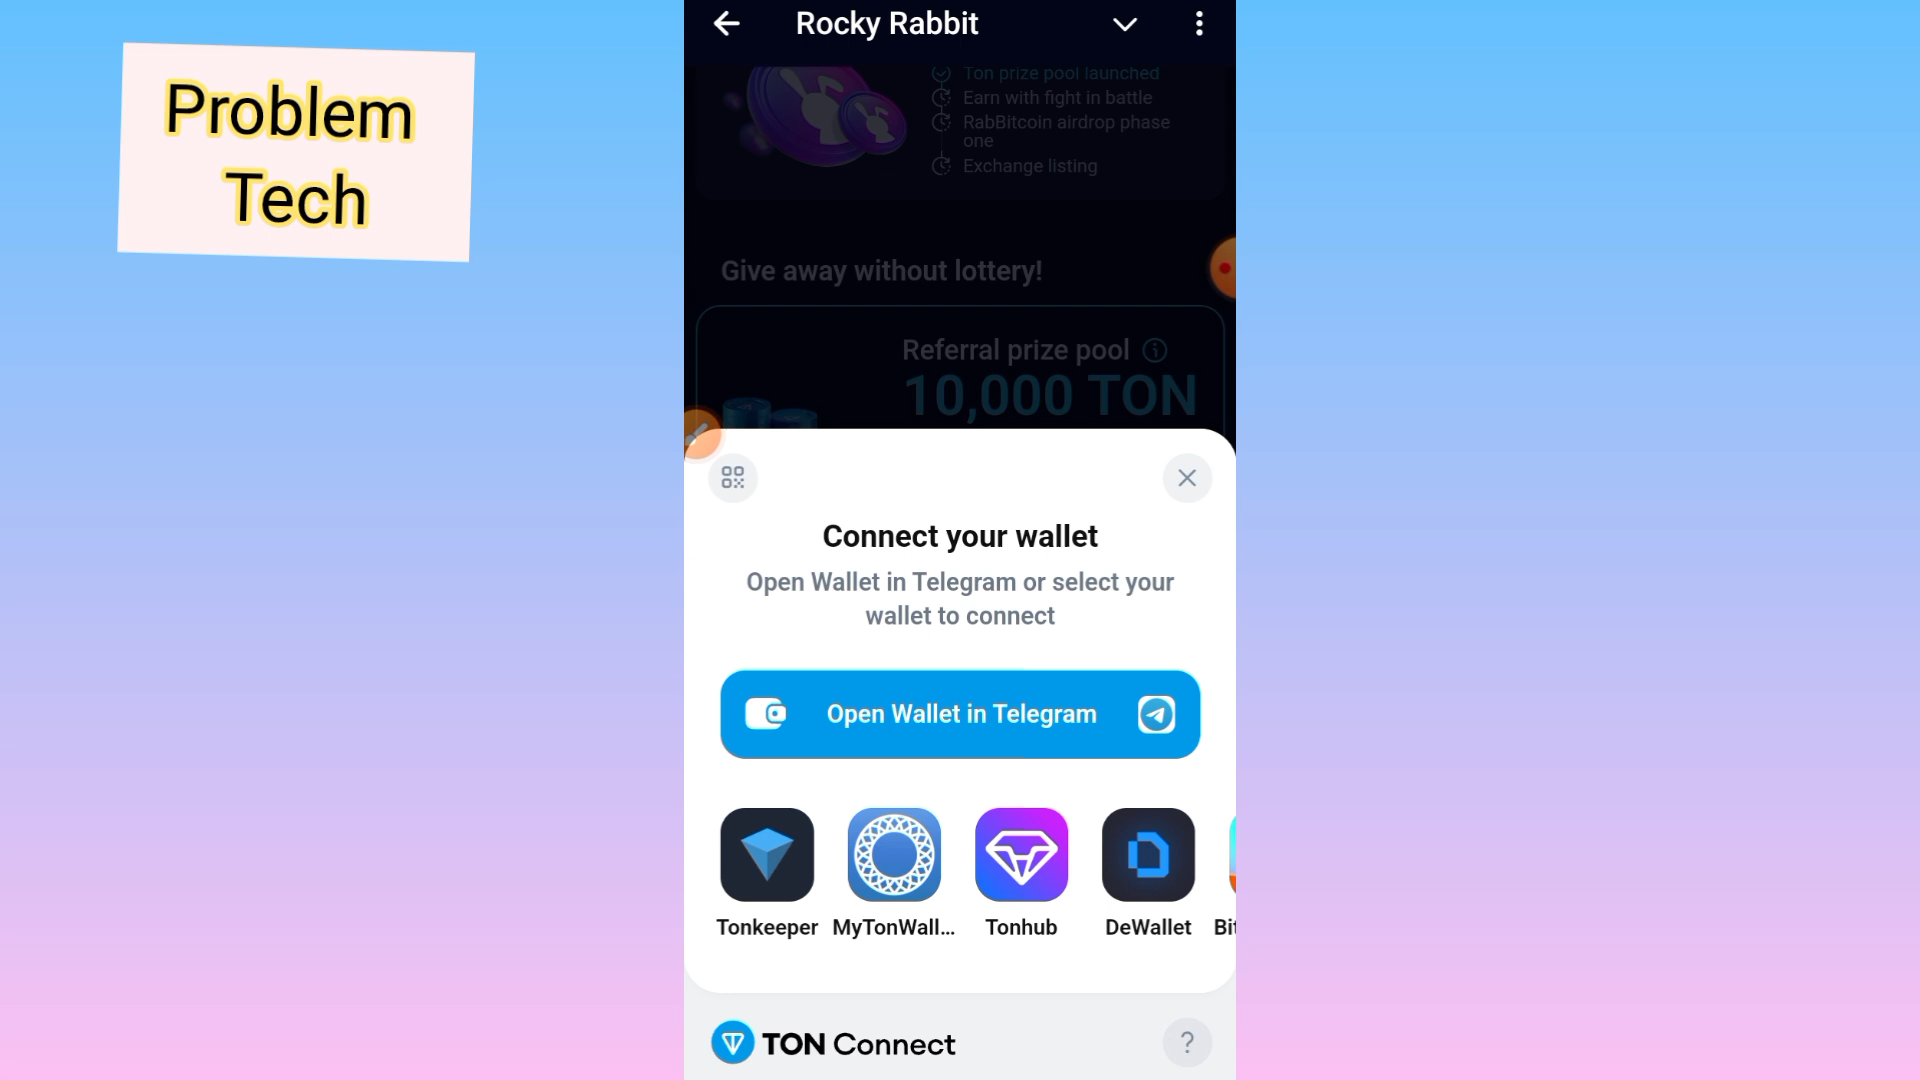 Problem
Tech
Rocky Rabbit
Ton prize pool launched
Earn with fight in battle
RabBitcoin airdrop phase
one
Exchange listing
Give away without lottery!
Referral prize pool
10,000 TON
Connect your wallet
Open Wallet in Telegram or select your
wallet to connect
Open Wallet in Telegram
Tonkeeper MyTonWall... Tonhub DeWallet Bit
TON Connect ?